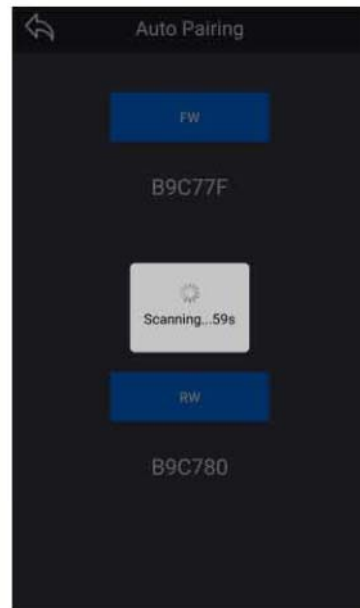 Auto Pairing
FW
B9C77F
Scanning...59s
RW
B9C780